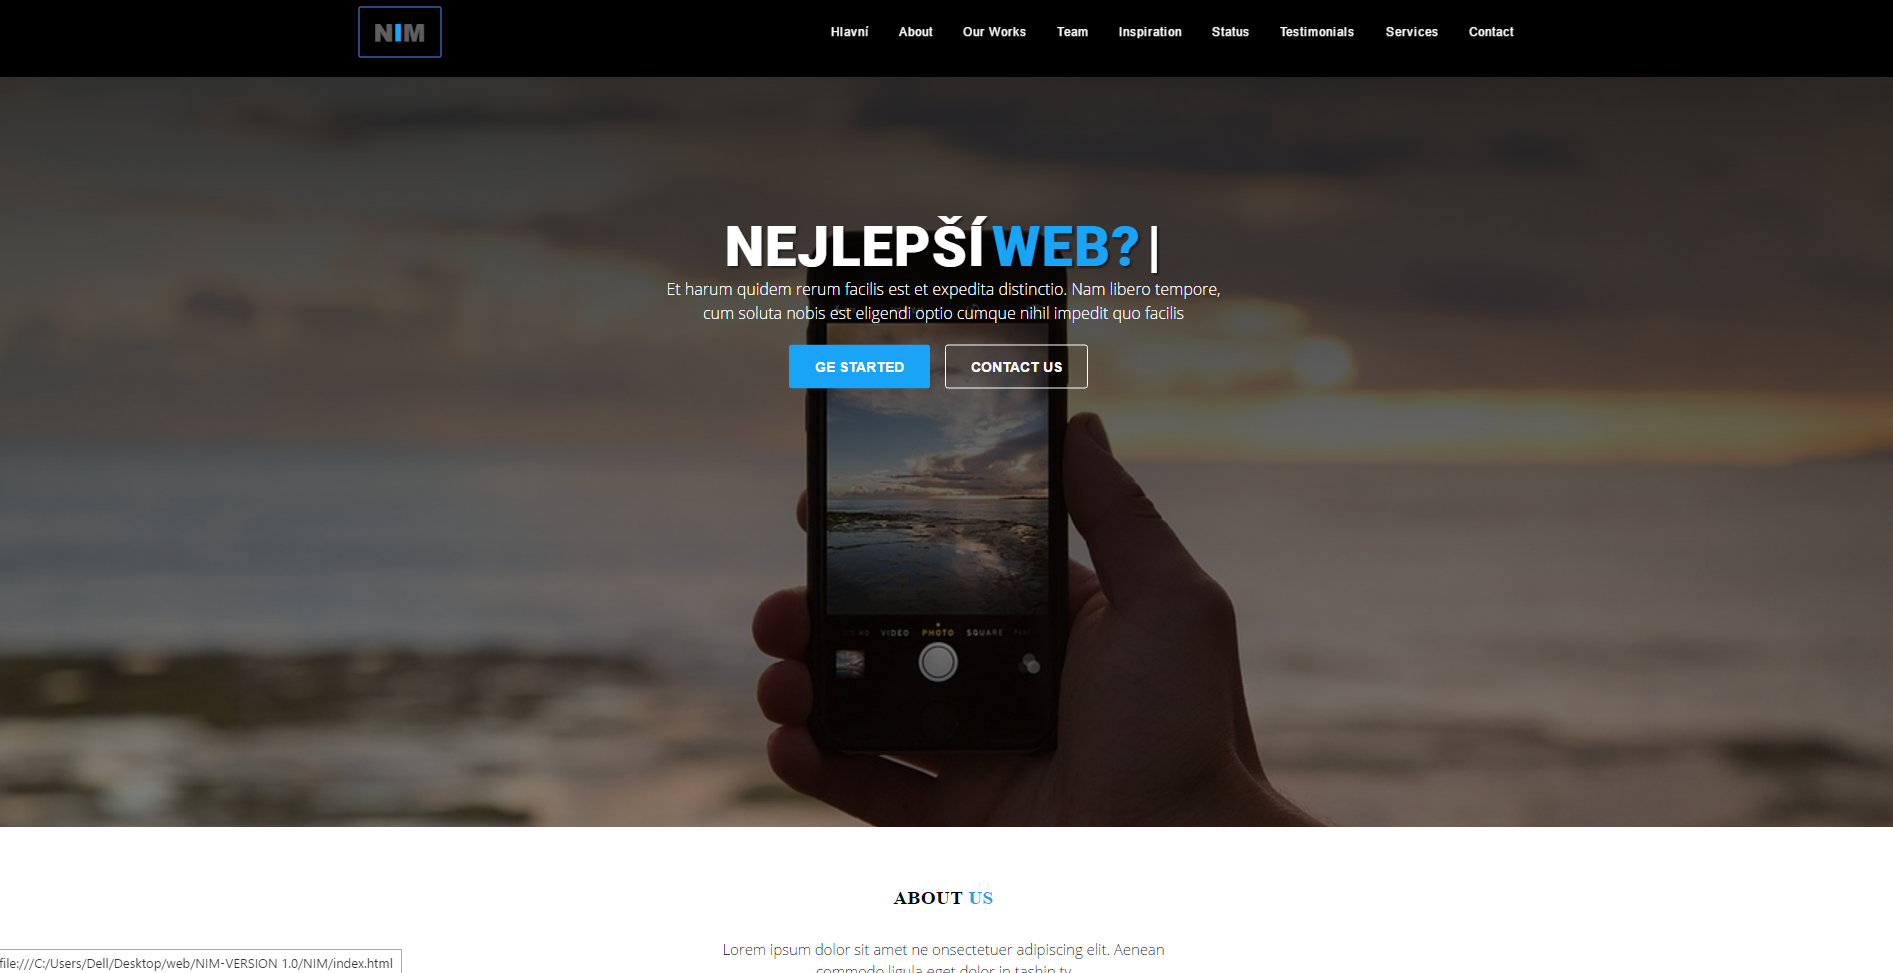 NIM
Hlavní About Our Works Team Inspiration Status Testimonials Services Contact
NEJLEPŠÍ WEB? |
Et harum quidem rerum facilis est et expedita distinctio. Nam libero tempore,
cum soluta nobis est eligendi optio cumque nihil impedit quo facilis
GE STARTED
CONTACT US
VIDEO PHOTO SQUARE
ABOUT US
Lorem ipsum dolor sit amet ne onsectetuer adipiscing elit. Aenean
commodo ligula eget dolor in tashin ty
file:///C:/Users/Dell/Desktop/web/NIM-VERSION 1.0/NIM/index.html